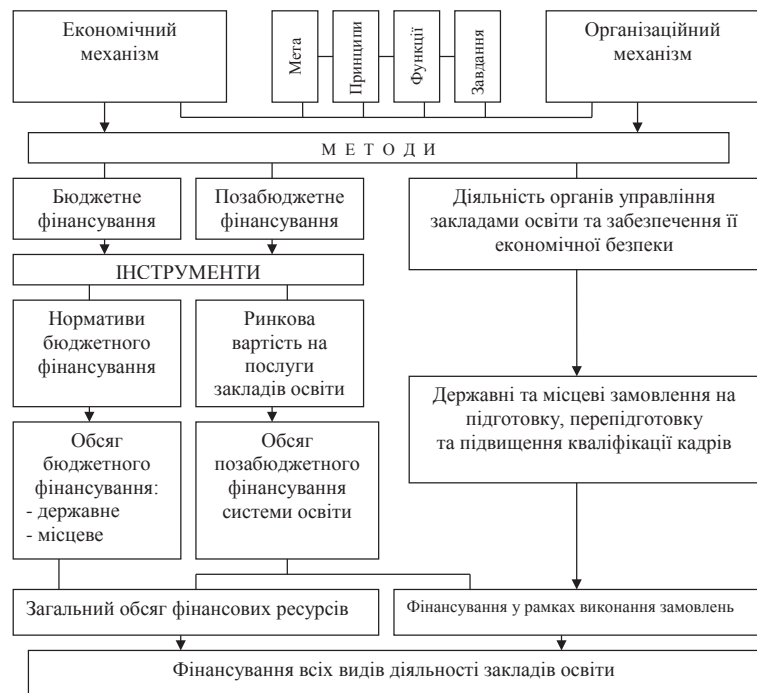 Економічний
механізм
Мета
Принципи
Функції
Завдання
Організаційний
механізм
М Е Т О Д И
Бюджетне
фінансування
Позабюджетне
фінансування
Діяльність органів управління
закладами освіти та забезпечення її
економічної безпеки
ІНСТРУМЕНТИ
Нормативи
бюджетного
фінансування
Ринкова
вартість на
послуги
закладів освіти
Державні та місцеві замовлення на
підготовку, перепідготовку
та підвищення кваліфікації кадрів
Обсяг
бюджетного
фінансування:
- державне
- місцеве
Обсяг
позабюджетного
фінансування
системи освіти
Загальний обсяг фінансових ресурсів
Фінансування у рамках виконання замовлень
Фінансування всіх видів діяльності закладів освіти